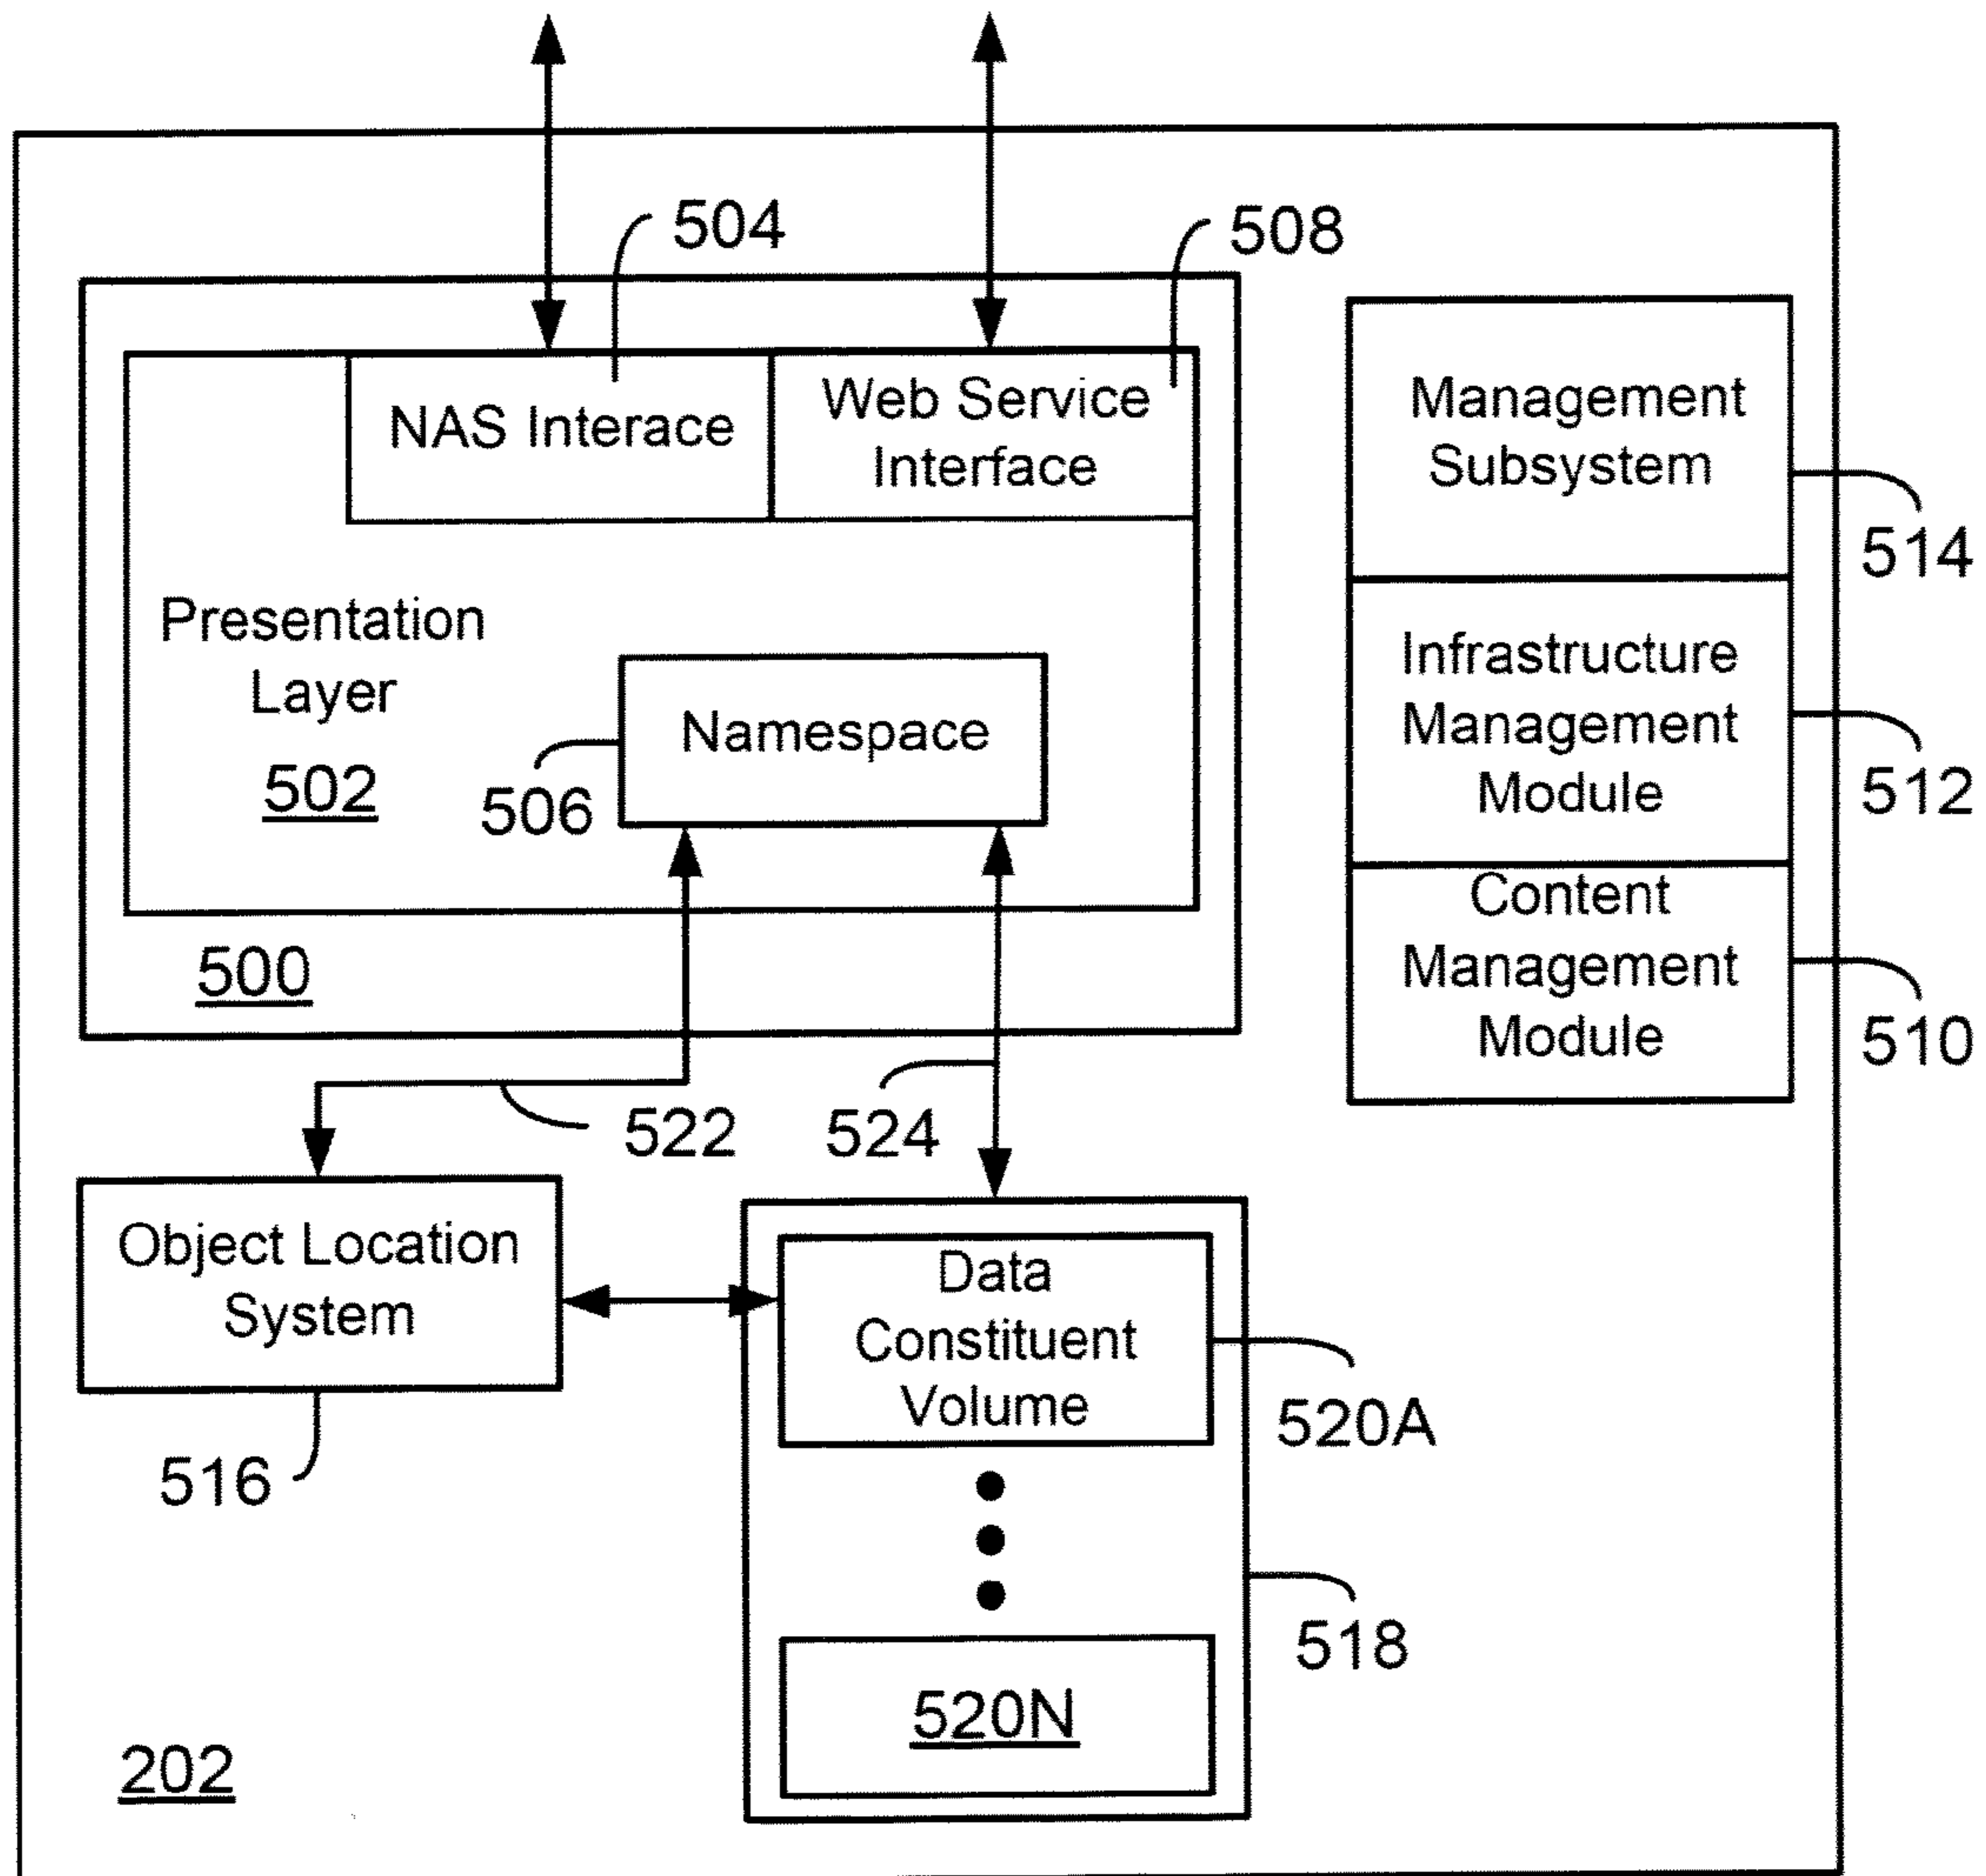 504
508
NAS Interace
Web Service
Interface
Presentation
Layer
502
Namespace
506
500
Management
Subsystem
514
Infrastructure
Management
Module
512
Content
Management
Module
510
522
524
Object Location
System
516
Data
Constituent
Volume
520A
518
520N
202